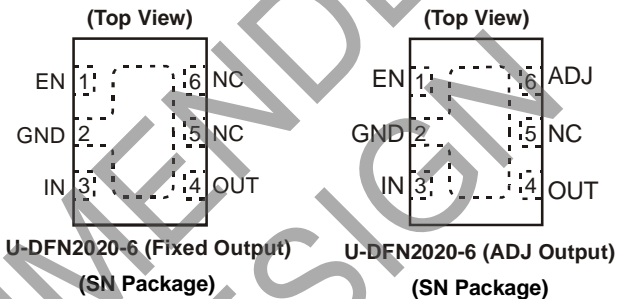 (Top View)
EN 1 6 NC
GND 2 5 NC
IN 3 4 OUT
U-DFN2020-6 (Fixed Output)
(SN Package)
(Top View)
EN 1 6 ADJ
GND 2 5 NC
IN 3 4 OUT
U-DFN2020-6 (ADJ Output)
(SN Package)